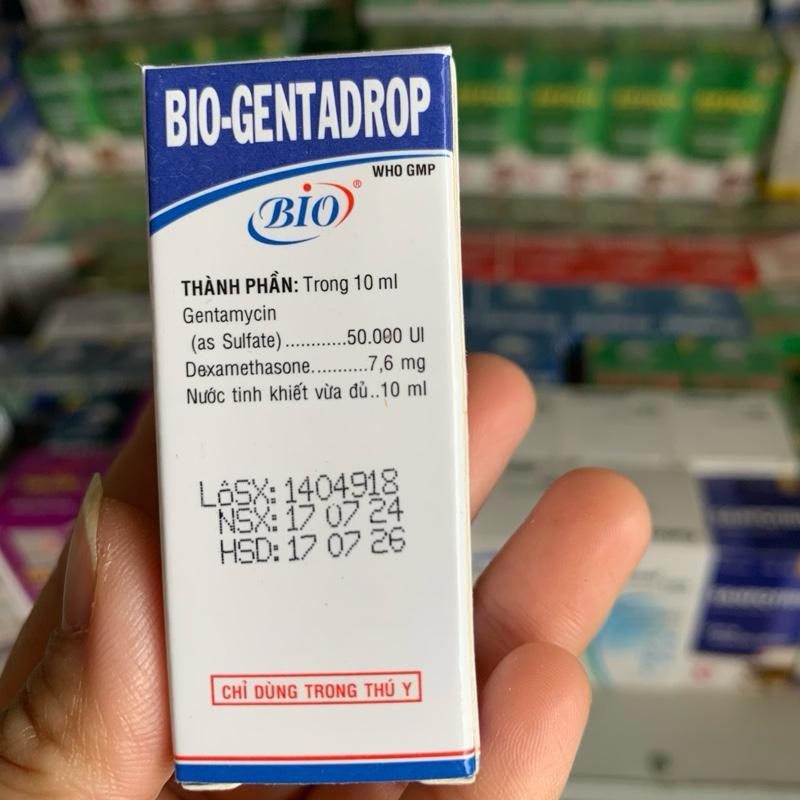 BIO-GENTADROP
WHO GMP
BIO®
THÀNH PHẦN: Trong 10 ml
Gentamycin
(as Sulfate)............50.000 UI
Dexamethasone..........7,6 mg
Nước tinh khiết vừa đủ..10 ml
LôSX: 1404918
NSX: 17 07 24
HSD: 17 07 26
CHỈ DÙNG TRONG THÚ Y